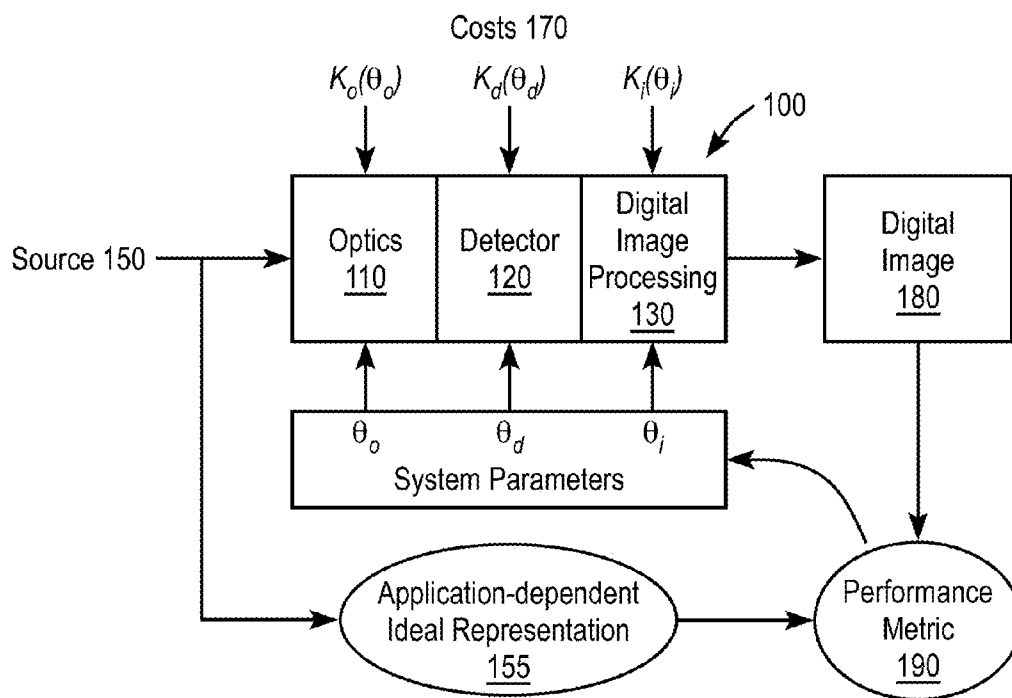 Costs 170
K_o(θ_o) K_d(θ_d) K_i(θ_i)
100
Source 150
Optics
110
Detector
120
Digital
Image
Processing
130
Digital
Image
180
θ_o θ_d θ_i
System Parameters
Application-dependent
Ideal Representation
155
Performance
Metric
190